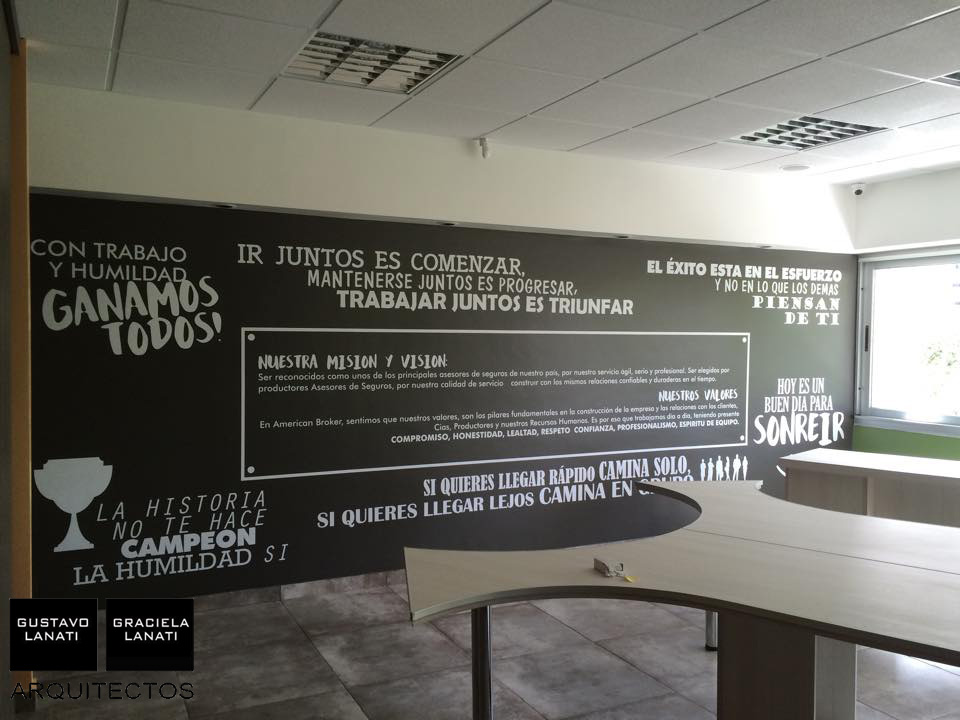 CON TRABAJO
Y HUMILDAD
GANAMOS
TODOS!
IR JUNTOS ES COMENZAR,
MANTENERSE JUNTOS ES PROGRESAR,
TRABAJAR JUNTOS ES TRIUNFAR
EL ÉXITO ESTA EN EL ESFUERZO
Y NO EN LO QUE LOS DEMAS
PIENSAN
DE TI
NUESTRA MISION Y VISION:
Ser reconocidos como unos de los principales asesores de seguros de nuestro pais, por nuestro servicio agil, serio y profesional. Ser elegidos por
productores Asesores de Seguros, por nuestra calidad de servicio construir con los mismos relaciones confiables y duraderas en el tiempo.
NUESTROS VALORES
En American Broker, sentimos que nuestros valores, son los pilares fundamentales en la construcción de la empresa y las relaciones con los clientes,
Cias, Productores y nuestros Recursos Humanos. Es por eso que trabajamos dia a dia, teniendo presente
COMPROMISO, HONESTIDAD, LEALTAD, RESPETO CONFIANZA, PROFESIONALISMO, ESPIRITU DE EQUIPO.
HOY ES UN
BUEN DIA PARA
SONREIR
SI QUIERES LLEGAR RÁPIDO CAMINA SOLO,
SI QUIERES LLEGAR LEJOS CAMINA EN GRUPO
LA HISTORIA
NO TE HACE
CAMPEON
LA HUMILDAD SI
GUSTAVO
LANATI
GRACIELA
LANATI
ARQUITECTOS